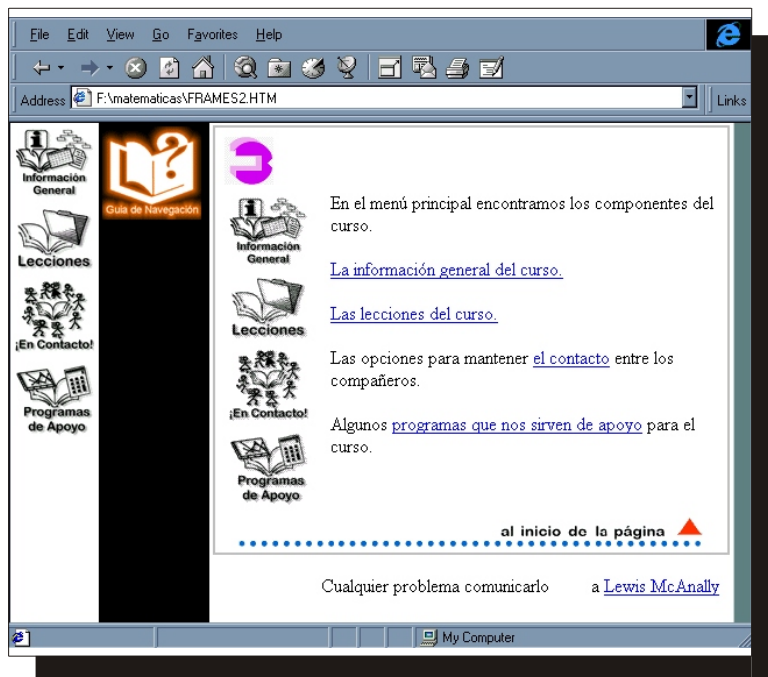 File Edit View Go Favorites Help
Address F:\matematicas\FRAMES2.HTM Links
Información
General
Lecciones
¡En Contacto!
Programas
de Apoyo
Guia de Navegación
3
Información
General
Lecciones
¡En Contacto!
Programas
de Apoyo
En el menú principal encontramos los componentes del
curso.
La información general del curso.
Las lecciones del curso.
Las opciones para mantener el contacto entre los
compañeros.
Algunos programas que nos sirven de apoyo para el
curso.
al inicio de la página
Cualquier problema comunicarlo a Lewis McAnally
My Computer